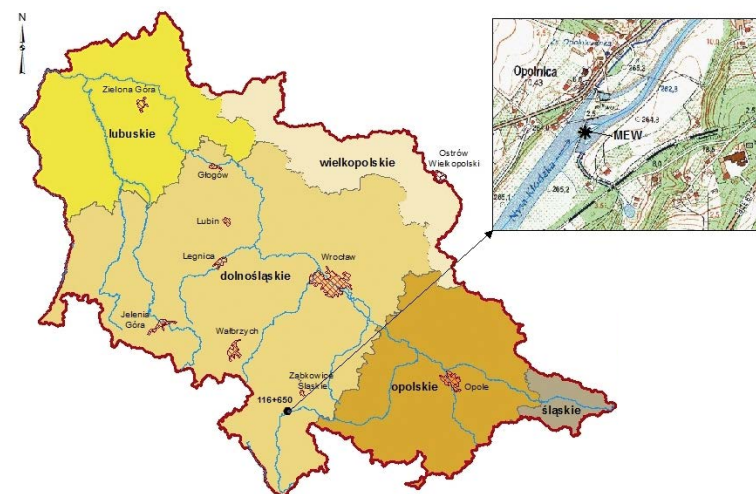 N
S
Zielona Góra
lubuskie
wielkopolskie
Ostrów
Wielkopolski
Głogów
Lubin
Legnica
dolnośląskie
Wrocław
Jelenia
Góra
Wałbrzych
Ząbkowice
Śląskie
116+650
opolskie
Opole
śląskie
Opolnica
MEW
Nysa Kłodzka
265,2
262,3
264,3